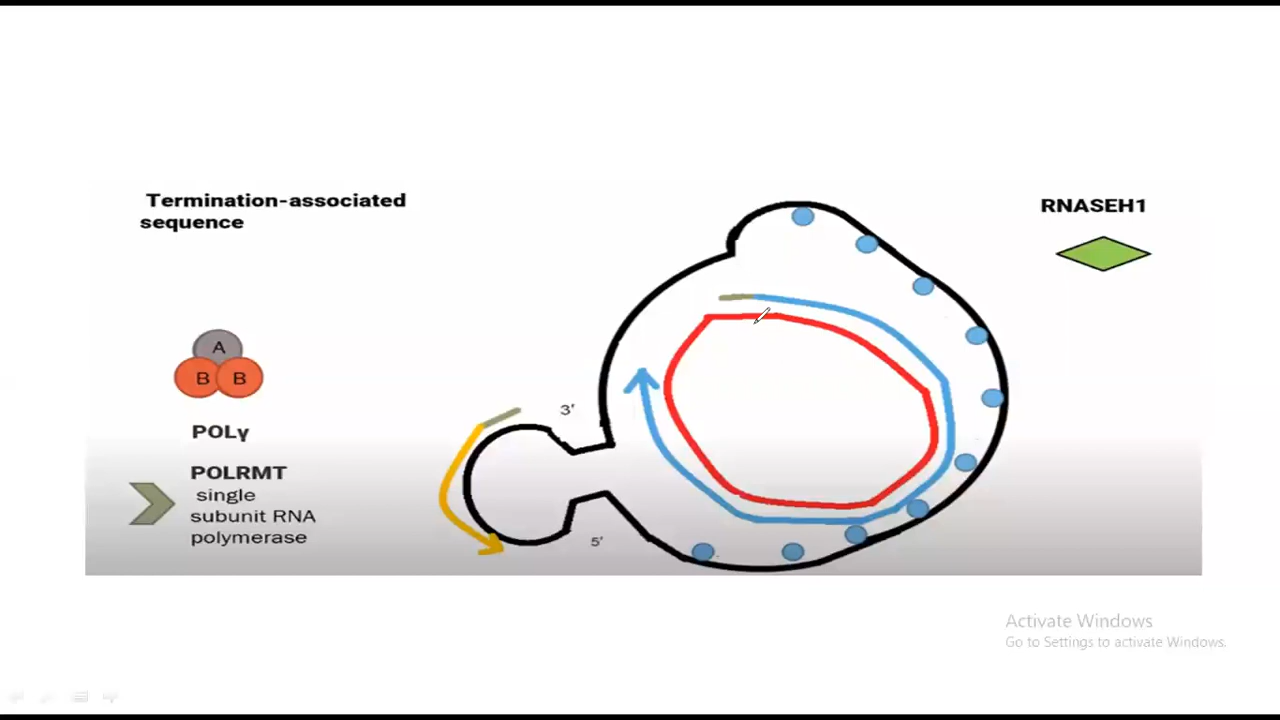 Termination-associated
sequence
RNASEH1
A
B B
POLγ
POLRMT
single
subunit RNA
polymerase
3'
5'
Activate Windows
Go to Settings to activate Windows.